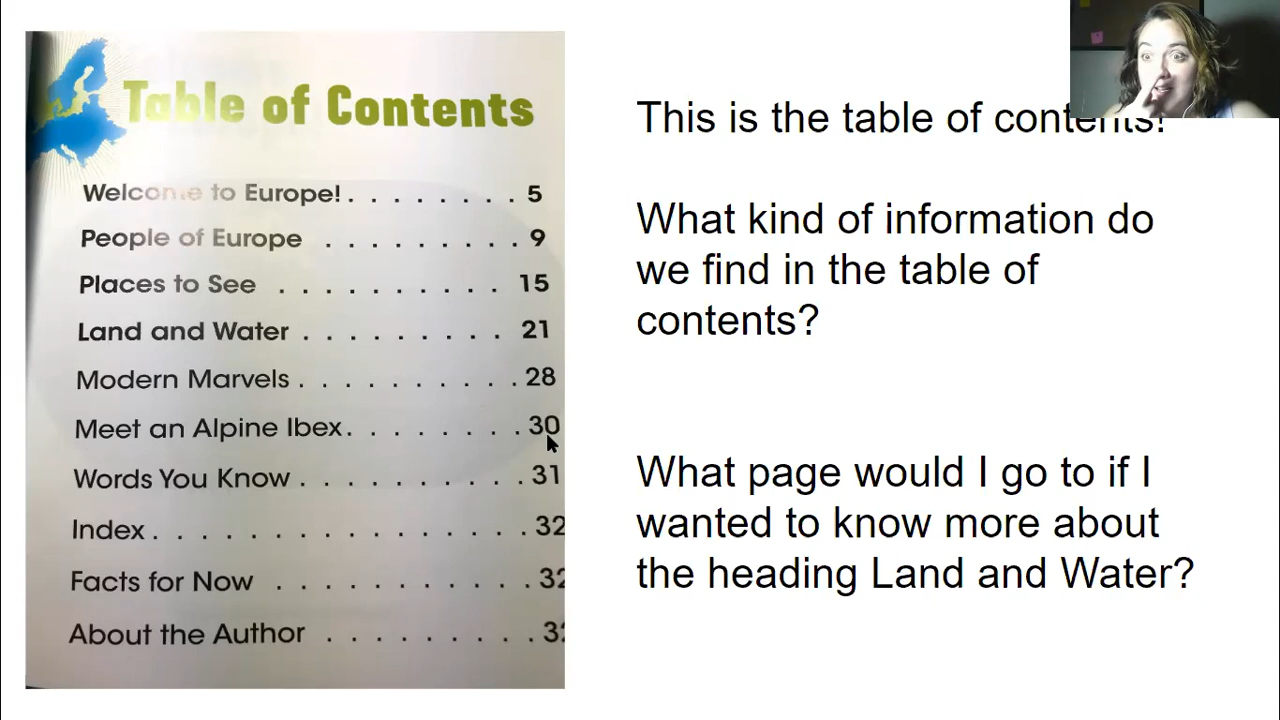 Table of Contents
Welcome to Europe! . . . . . . . . 5
People of Europe . . . . . . . . . 9
Places to See . . . . . . . . . . 15
Land and Water . . . . . . . . . 21
Modern Marvels . . . . . . . . . . 28
Meet an Alpine Ibex . . . . . . . . 30
Words You Know . . . . . . . . . . 31
Index . . . . . . . . . . . . . . . . 32
Facts for Now . . . . . . . . . . . 32
About the Author . . . . . . . . . 32
This is the table of contents!
What kind of information do
we find in the table of
contents?
What page would I go to if I
wanted to know more about
the heading Land and Water?